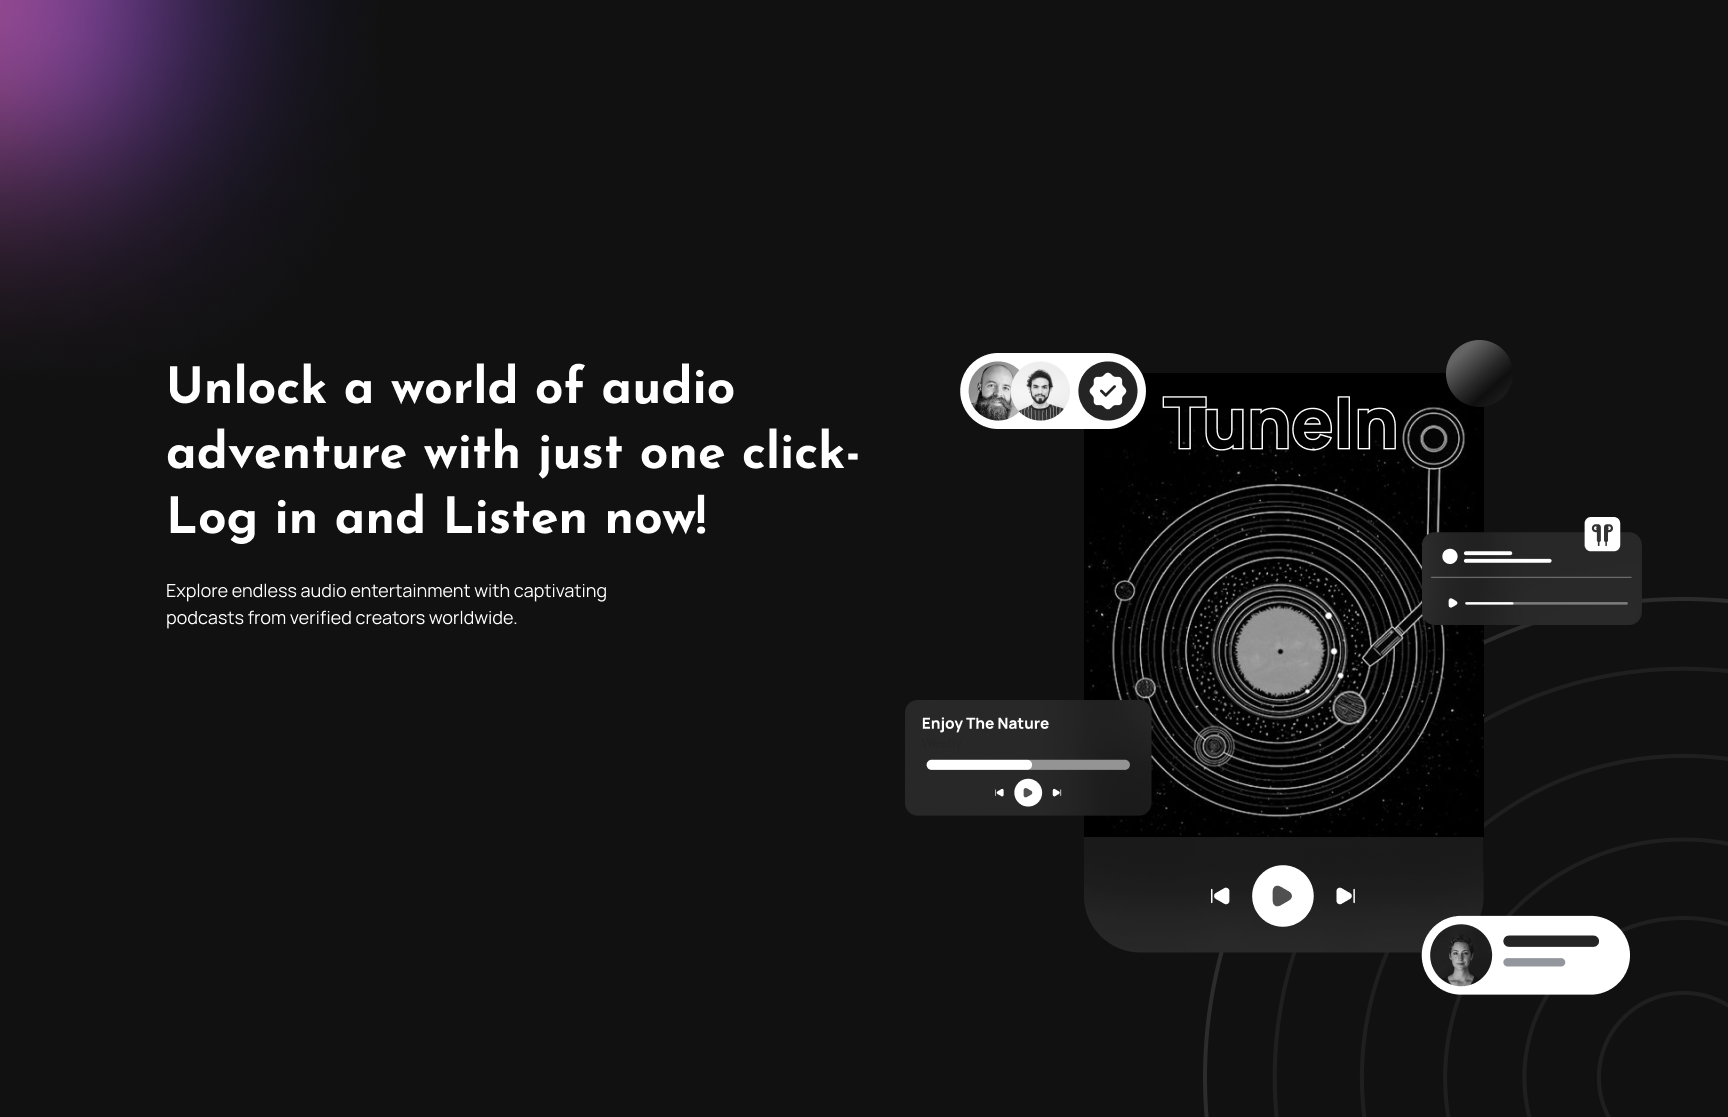 Unlock a world of audio
adventure with just one click-
Log in and Listen now!
Explore endless audio entertainment with captivating
podcasts from verified creators worldwide.
TuneIn
Enjoy The Nature